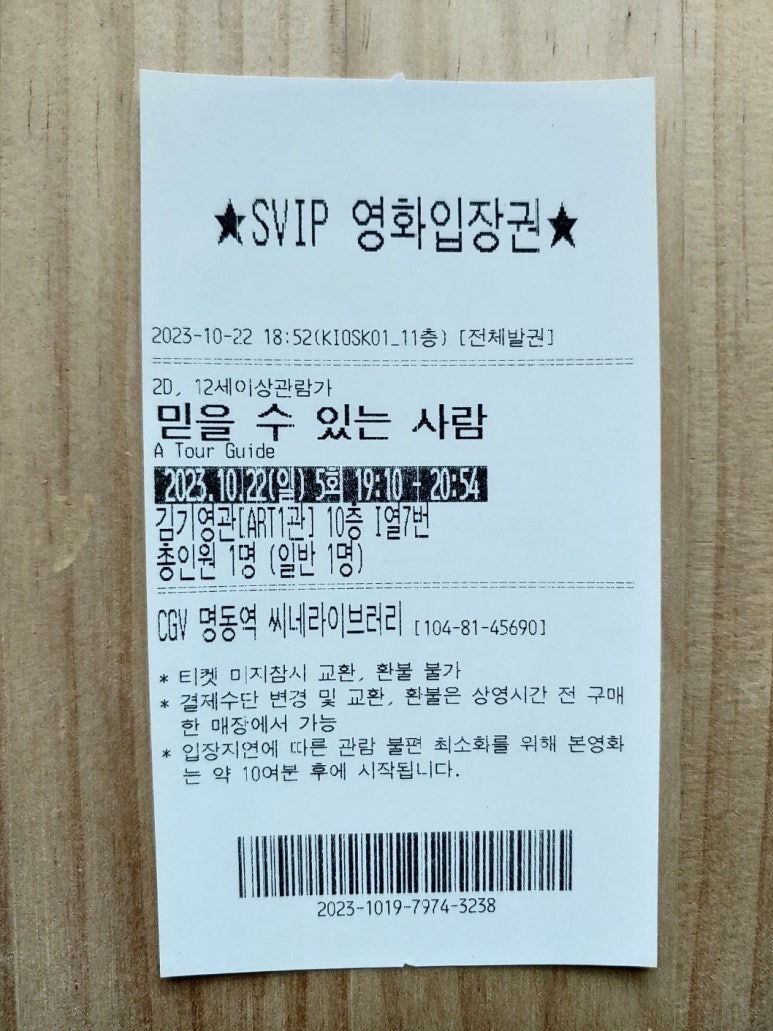 ★SVIP 영화입장권★
2023-10-22 18:52(KIOSK01_11층) [전체발권]
2D, 12세이상관람가
믿을 수 있는 사람
A Tour Guide
2023.10.22(일) 5회 19:10 - 20:54
김기영관[ART1관] 10층 I열7번
총인원 1명 (일반 1명)
CGV 명동역 씨네라이브러리 [104-81-45690]
* 티켓 미지참시 교환, 환불 불가
* 결제수단 변경 및 교환, 환불은 상영시간 전 구매
한 매장에서 가능
* 입장지연에 따른 관람 불편 최소화를 위해 본영화
는 약 10여분 후에 시작됩니다.
2023-1019-7974-3238